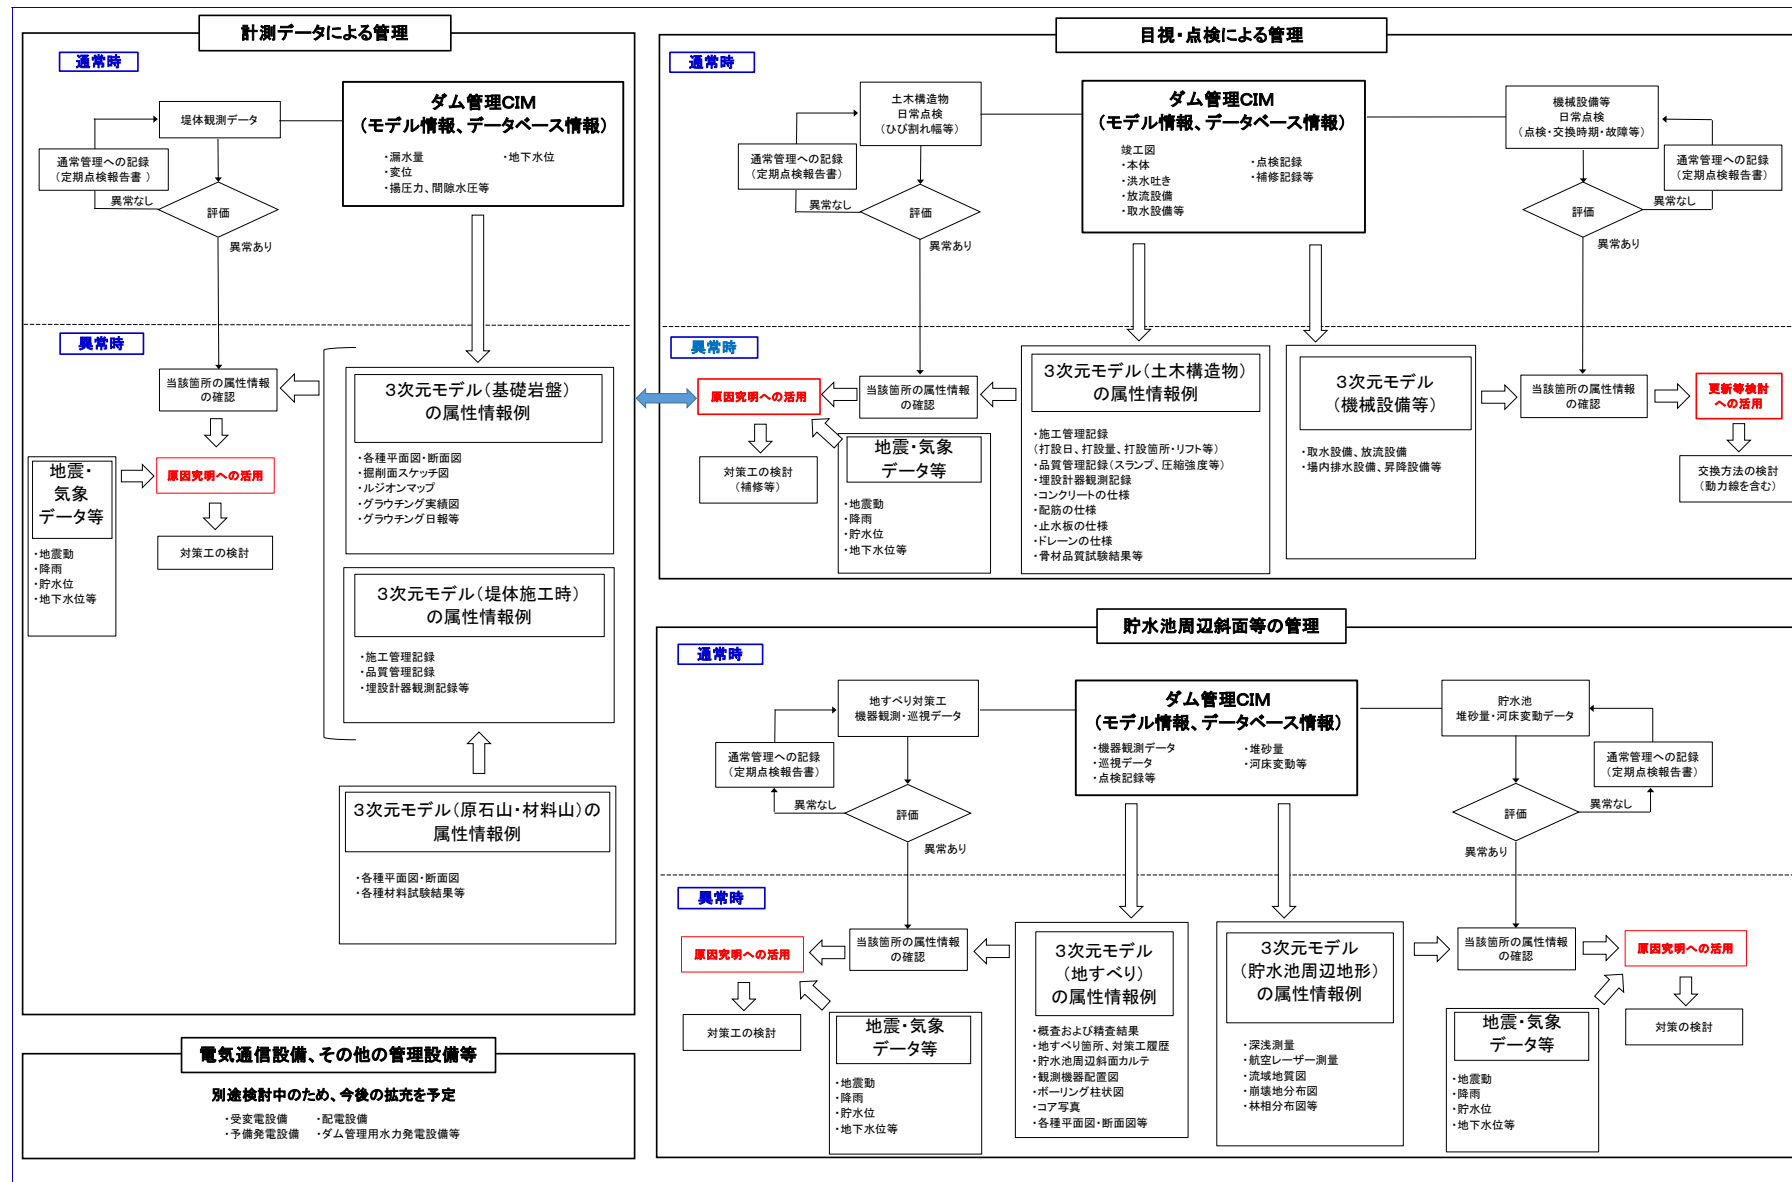 計測データによる管理
通常時
堤体観測データ
ダム管理CIM
(モデル情報、データベース情報)
・漏水量
・変位
・揚圧力、間隙水圧等
・地下水位
通常管理への記録
(定期点検報告書 )
異常なし
評価
異常あり
異常時
当該箇所の属性情報
の確認
3次元モデル(基礎岩盤)
の属性情報例
・各種平面図・断面図
・掘削面スケッチ図
・ルジオンマップ
・グラウチング実績図
・グラウチング日報等
地震・
気象
データ等
・地震動
・降雨
・貯水位
・地下水位等
原因究明への活用
対策工の検討
3次元モデル(堤体施工時)
の属性情報例
・施工管理記録
・品質管理記録
・埋設計器観測記録等
3次元モデル(原石山・材料山)の
属性情報例
・各種平面図・断面図
・各種材料試験結果等
電気通信設備、その他の管理設備等
別途検討中のため、今後の拡充を予定
・受変電設備
・配電設備
・予備発電設備
・ダム管理用水力発電設備等
目視・点検による管理
通常時
土木構造物
日常点検
(ひび割れ幅等)
通常管理への記録
(定期点検報告書)
異常なし
評価
異常あり
ダム管理CIM
(モデル情報、データベース情報)
竣工図
・本体
・洪水吐き
・放流設備
・取水設備等
・点検記録
・補修記録等
機械設備等
日常点検
(点検・交換時期・故障等)
通常管理への記録
(定期点検報告書)
異常なし
評価
異常あり
異常時
原因究明への活用
当該箇所の属性情報
の確認
対策工の検討
(補修等)
地震・気象
データ等
・地震動
・降雨
・貯水位
・地下水位等
3次元モデル(土木構造物)
の属性情報例
・施工管理記録
(打設日、打設量、打設箇所・リフト等)
・品質管理記録(スランプ、圧縮強度等)
・埋設計器観測記録
・コンクリートの仕様
・配筋の仕様
・止水板の仕様
・ドレーンの仕様
・骨材品質試験結果等
3次元モデル
(機械設備等)
・取水設備、放流設備
・場内排水設備、昇降設備等
当該箇所の属性情報
の確認
更新等検討
への活用
交換方法の検討
(動力線を含む)
貯水池周辺斜面等の管理
通常時
地すべり対策工
機器観測・巡視データ
通常管理への記録
(定期点検報告書)
異常なし
評価
異常あり
ダム管理CIM
(モデル情報、データベース情報)
・機器観測データ
・巡視データ
・点検記録等
・堆砂量
・河床変動等
貯水池
堆砂量・河床変動データ
通常管理への記録
(定期点検報告書)
異常なし
評価
異常あり
異常時
原因究明への活用
当該箇所の属性情報
の確認
対策工の検討
地震・気象
データ等
・地震動
・降雨
・貯水位
・地下水位等
3次元モデル
(地すべり)
の属性情報例
・概査および精査結果
・地すべり箇所、対策工履歴
・貯水池周辺斜面カルテ
・観測機器配置図
・ボーリング柱状図
・コア写真
・各種平面図・断面図等
3次元モデル
(貯水池周辺地形)
の属性情報例
・深浅測量
・航空レーザー測量
・流域地質図
・崩壊地分布図
・林相分布図等
当該箇所の属性情報
の確認
原因究明への活用
対策の検討
地震・気象
データ等
・地震動
・降雨
・貯水位
・地下水位等